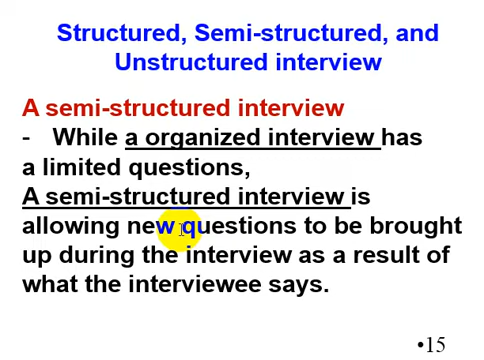 Structured, Semi-structured, and
Unstructured interview
A semi-structured interview
- While a organized interview has
a limited questions,
A semi-structured interview is
allowing new questions to be brought
up during the interview as a result of
what the interviewee says.
•15